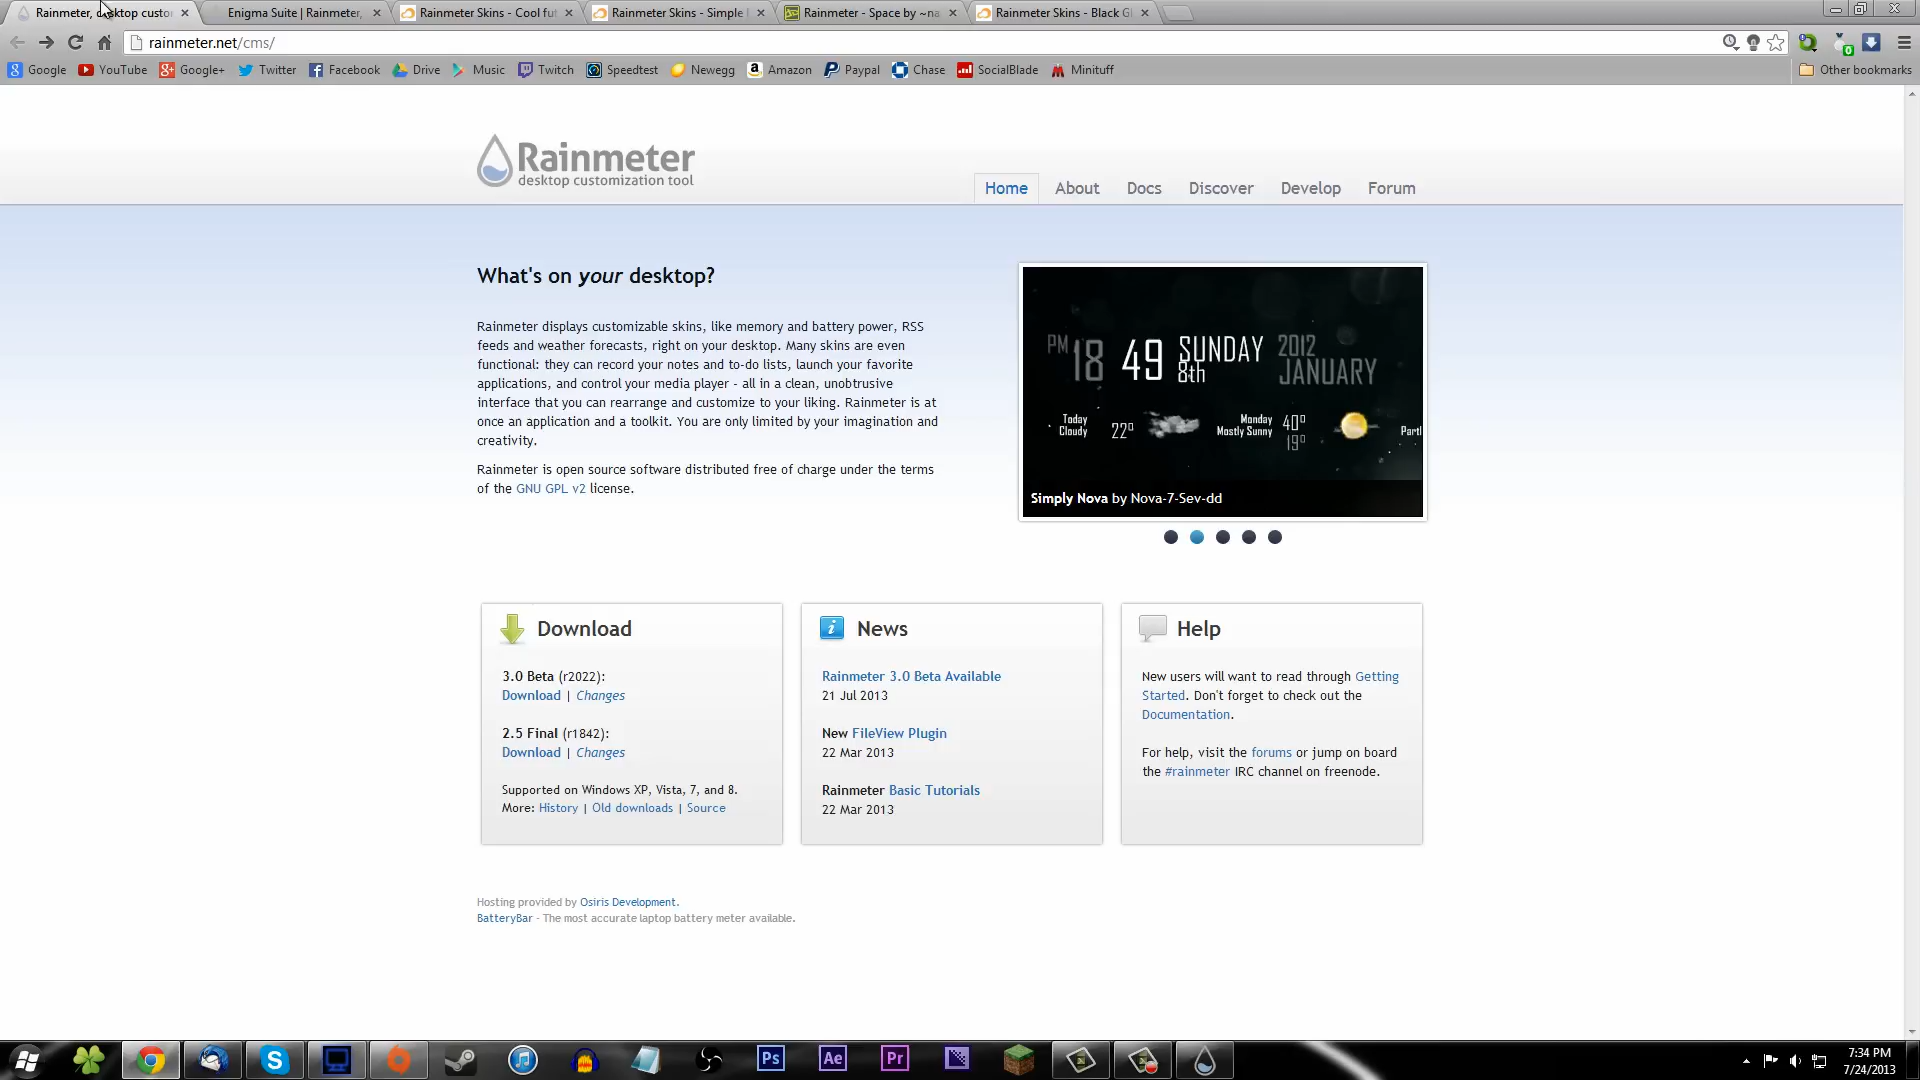 Rainmeter, desktop custo
Enigma Suite | Rainmeter,
Rainmeter Skins - Cool fut
Rainmeter Skins - Simple
Rainmeter - Space by ~na
Rainmeter Skins - Black Gl
rainmeter.net/cms/
Google
YouTube
Google+
Twitter
Facebook
Drive
Music
Twitch
Speedtest
Newegg
Amazon
Paypal
Chase
SocialBlade
Minituff
Other bookmarks
Rainmeter
desktop customization tool
Home
About
Docs
Discover
Develop
Forum
What's on your desktop?
Rainmeter displays customizable skins, like memory and battery power, RSS
feeds and weather forecasts, right on your desktop. Many skins are even
functional: they can record your notes and to-do lists, launch your favorite
applications, and control your media player - all in a clean, unobtrusive
interface that you can rearrange and customize to your liking. Rainmeter is at
once an application and a toolkit. You are only limited by your imagination and
creativity.
Rainmeter is open source software distributed free of charge under the terms
of the GNU GPL v2 license.
PM 18 49 SUNDAY 2012
8th JANUARY
Today
Cloudy
22°
Monday
Mostly Sunny
40°
19°
Partl
Simply Nova by Nova-7-Sev-dd
Download
3.0 Beta (r2022):
Download | Changes
2.5 Final (r1842):
Download | Changes
Supported on Windows XP, Vista, 7, and 8.
More: History | Old downloads | Source
News
Rainmeter 3.0 Beta Available
21 Jul 2013
New FileView Plugin
22 Mar 2013
Rainmeter Basic Tutorials
22 Mar 2013
Help
New users will want to read through Getting
Started. Don't forget to check out the
Documentation.
For help, visit the forums or jump on board
the #rainmeter IRC channel on freenode.
Hosting provided by Osiris Development.
BatteryBar - The most accurate laptop battery meter available.
Ps
Ae
Pr
7:34 PM
7/24/2013